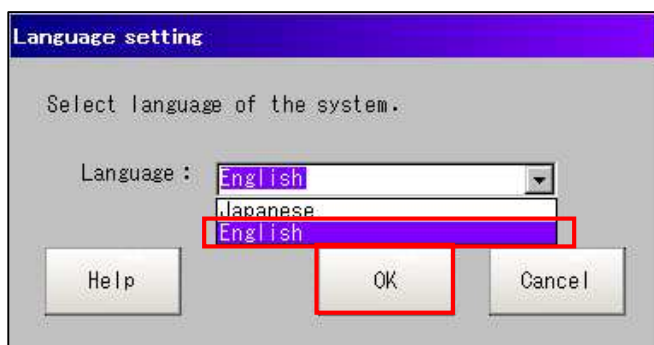 Language setting
Select language of the system.
Language : English
Japanese
English
Help OK Cancel